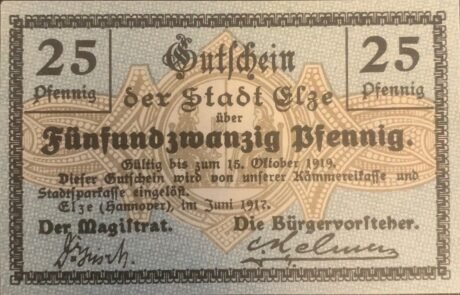 25 Pfennig
Gutschein
25 Pfennig
der Stadt Elze
über
Fünfundzwanzig Pfennig.
Gültig bis zum 15. Oktober 1919.
Dieser Gutschein wird von unserer Kämmereikasse und
Stadtsparkasse eingelöst.
Elze (Hannover), im Juni 1917.
Der Magistrat. Die Bürgervorsteher.